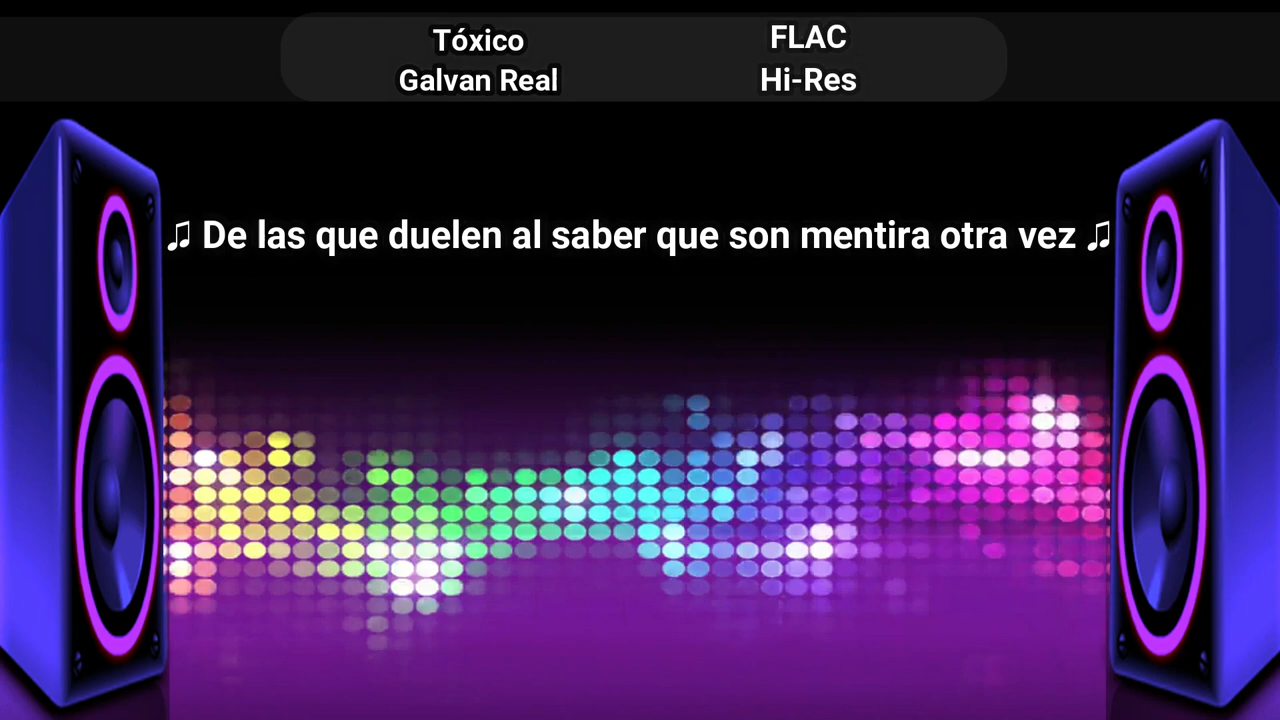 Tóxico
Galvan Real
FLAC
Hi-Res
♫ De las que duelen al saber que son mentira otra vez ♫